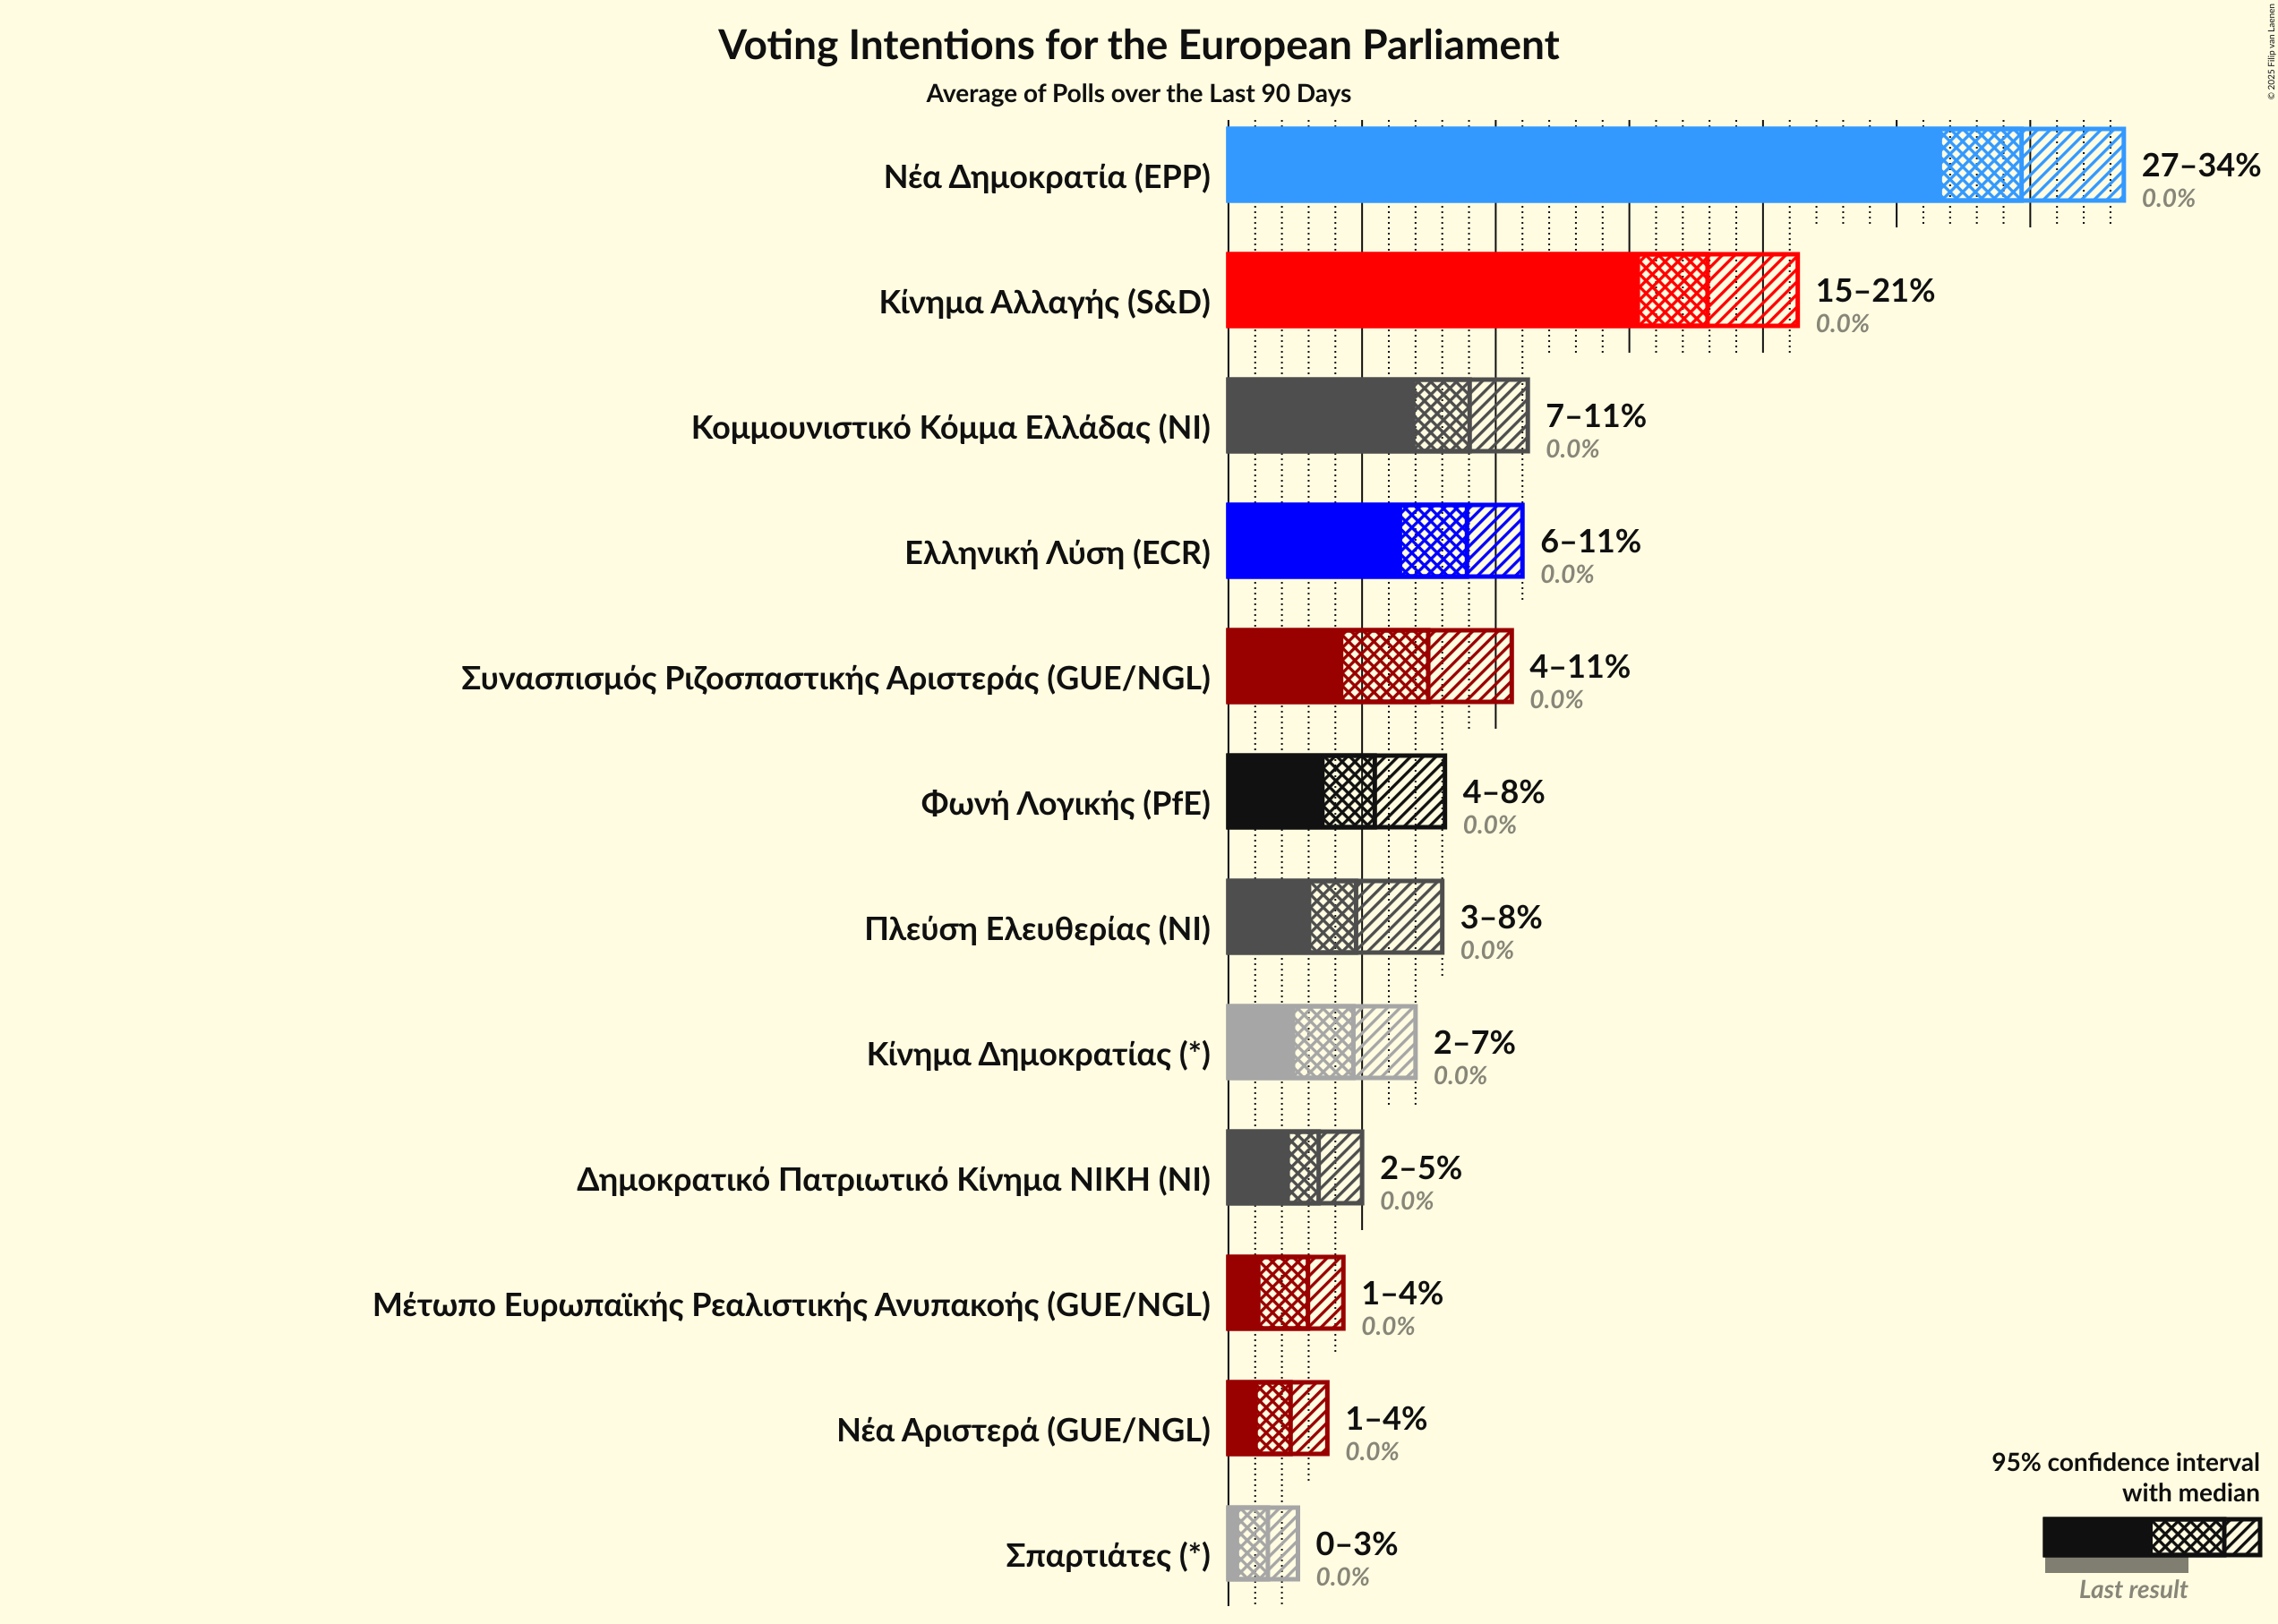 Voting Intentions for the European Parliament
Average of Polls over the Last 90 Days
© 2025 Filip van Laenen
Νέα Δημοκρατία (EPP)
27–34%
0.0%
Κίνημα Αλλαγής (S&D)
15–21%
0.0%
Κομμουνιστικό Κόμμα Ελλάδας (NI)
7–11%
0.0%
Ελληνική Λύση (ECR)
6–11%
0.0%
Συνασπισμός Ριζοσπαστικής Αριστεράς (GUE/NGL)
4–11%
0.0%
Φωνή Λογικής (PfE)
4–8%
0.0%
Πλεύση Ελευθερίας (NI)
3–8%
0.0%
Κίνημα Δημοκρατίας (*)
2–7%
0.0%
Δημοκρατικό Πατριωτικό Κίνημα ΝΙΚΗ (NI)
2–5%
0.0%
Μέτωπο Ευρωπαϊκής Ρεαλιστικής Ανυπακοής (GUE/NGL)
1–4%
0.0%
Νέα Αριστερά (GUE/NGL)
1–4%
0.0%
Σπαρτιάτες (*)
0–3%
0.0%
95% confidence interval
with median
Last result